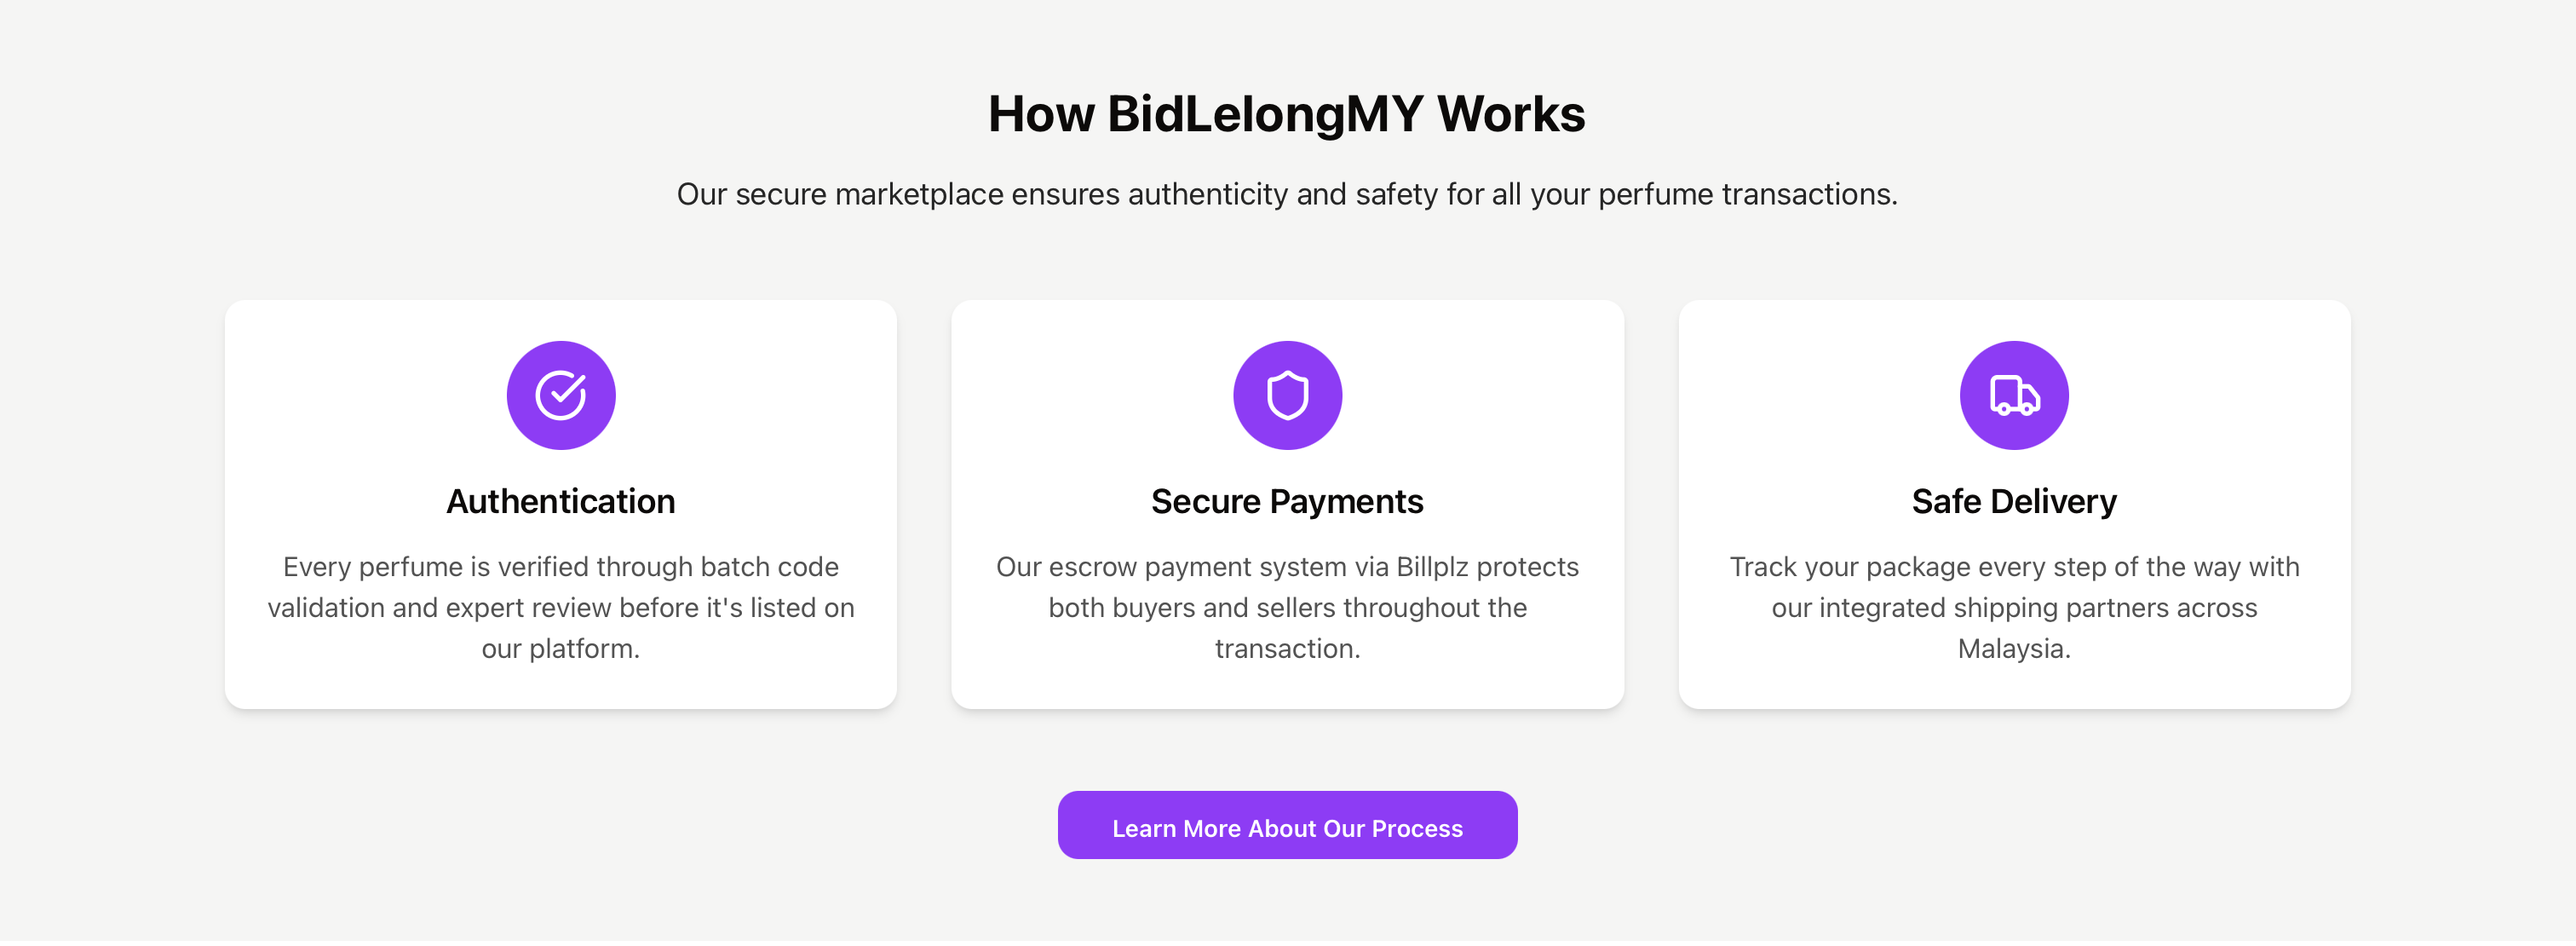 How BidLelongMY Works
Our secure marketplace ensures authenticity and safety for all your perfume transactions.
Authentication
Every perfume is verified through batch code
validation and expert review before it's listed on
our platform.
Secure Payments
Our escrow payment system via Billplz protects
both buyers and sellers throughout the
transaction.
Safe Delivery
Track your package every step of the way with
our integrated shipping partners across
Malaysia.
Learn More About Our Process